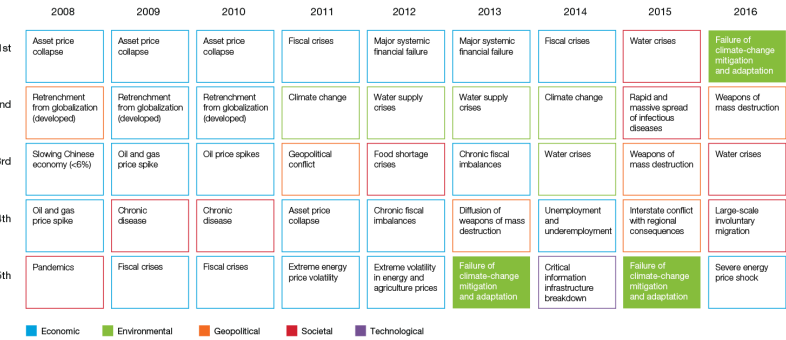 2008 2009 2010 2011 2012 2013 2014 2015 2016
1st
Asset price
collapse
Asset price
collapse
Asset price
collapse
Fiscal crises
Major systemic
financial failure
Major systemic
financial failure
Fiscal crises
Water crises
Failure of
climate-change
mitigation
and adaptation
nd
Retrenchment
from globalization
(developed)
Retrenchment
from globalization
(developed)
Retrenchment
from globalization
(developed)
Climate change
Water supply
crises
Water supply
crises
Climate change
Rapid and
massive spread
of infectious
diseases
Weapons of
mass destruction
3rd
Slowing Chinese
economy (<6%)
Oil and gas
price spike
Oil price spikes
Geopolitical
conflict
Food shortage
crises
Chronic fiscal
imbalances
Water crises
Weapons of
mass destruction
Water crises
4th
Oil and gas
price spike
Chronic
disease
Chronic
disease
Asset price
collapse
Chronic fiscal
imbalances
Diffusion of
weapons of mass
destruction
Unemployment
and
underemployment
Interstate conflict
with regional
consequences
Large-scale
involuntary
migration
5th
Pandemics
Fiscal crises
Fiscal crises
Extreme energy
price volatility
Extreme volatility
in energy and
agriculture prices
Failure of
climate-change
mitigation
and adaptation
Critical
information
infrastructure
breakdown
Failure of
climate-change
mitigation
and adaptation
Severe energy
price shock
Economic Environmental Geopolitical Societal Technological